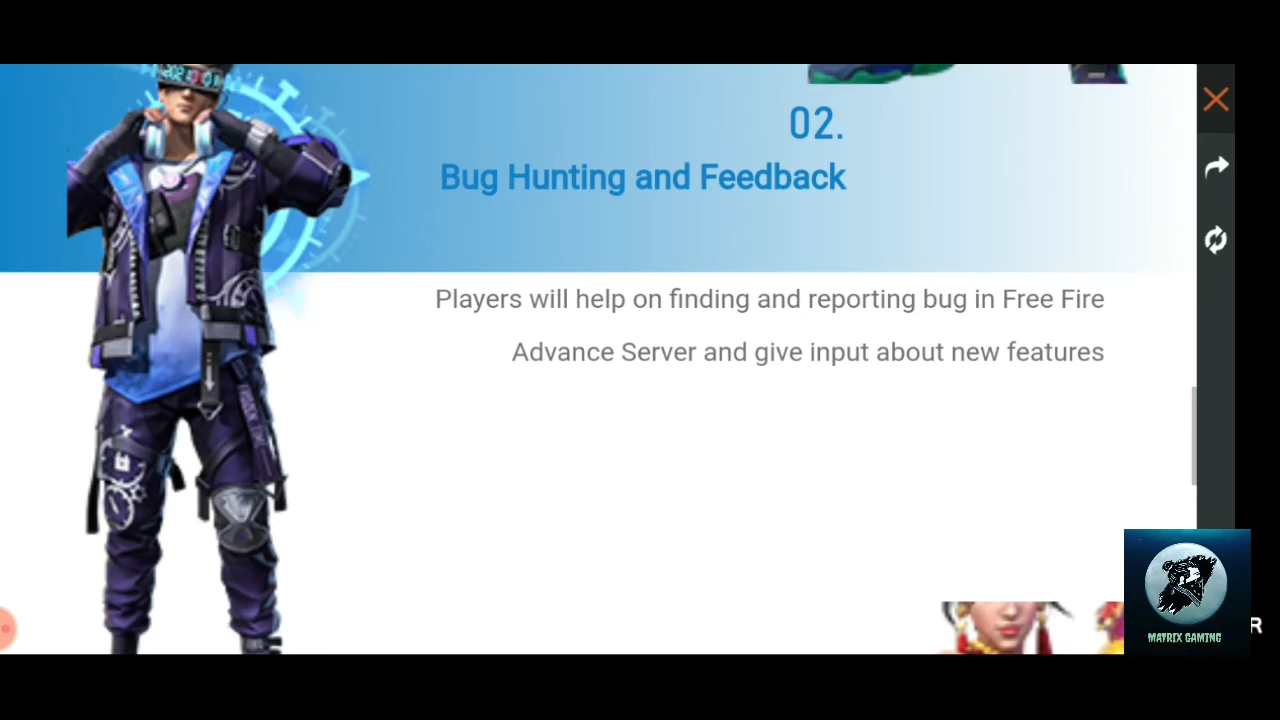 02.
Bug Hunting and Feedback
Players will help on finding and reporting bug in Free Fire
Advance Server and give input about new features
MATRIX GAMING
R